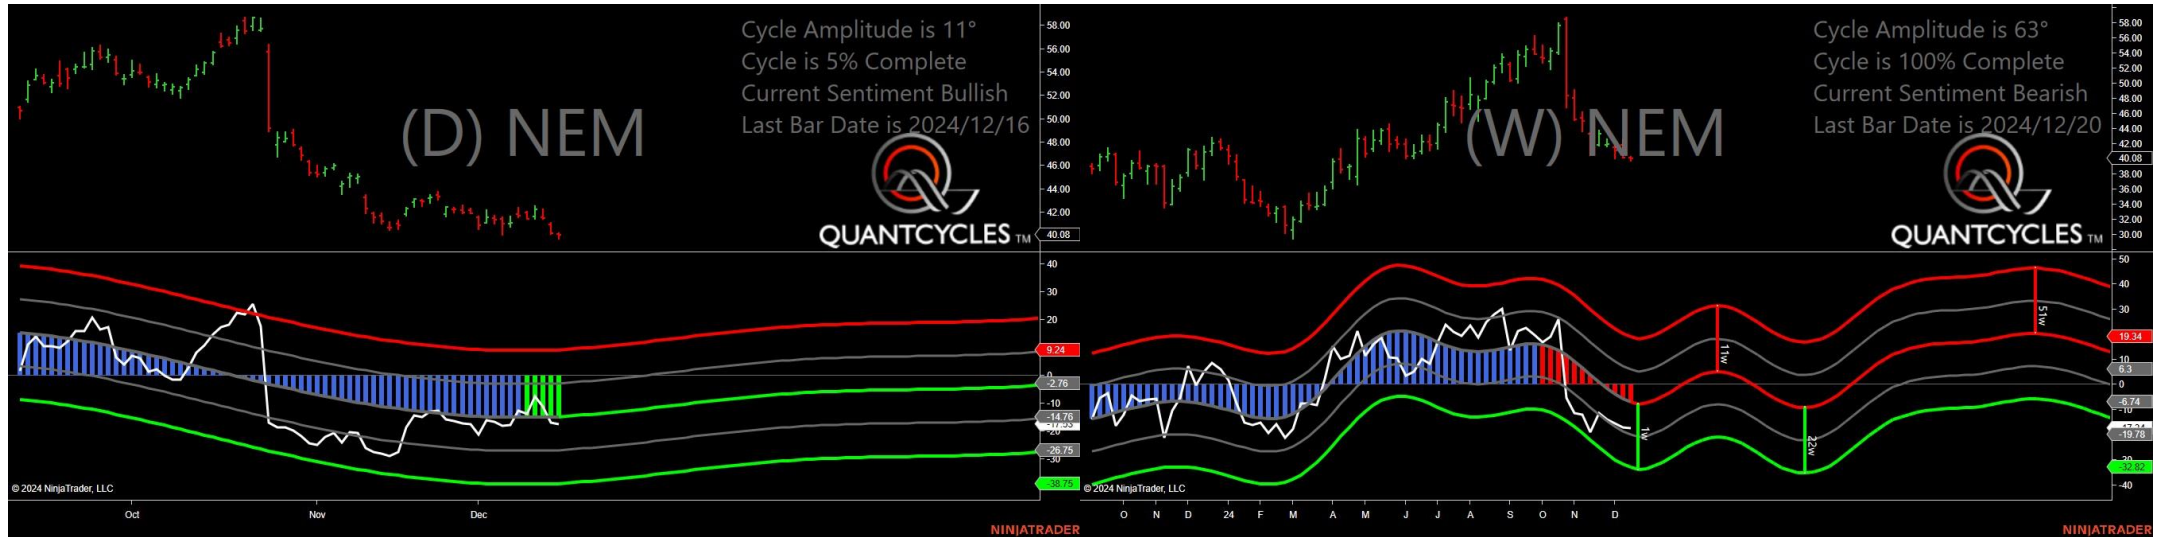 Cycle Amplitude is 11°
Cycle is 5% Complete
Current Sentiment Bullish
Last Bar Date is 2024/12/16
(D) NEM
QUANTCYCLES TM
58.00
56.00
54.00
52.00
50.00
48.00
46.00
44.00
42.00
40.08
40
30
20
9.24
0
-2.76
-10
-14.76
-20
-26.75
-30
-38.75
© 2024 NinjaTrader, LLC
Oct Nov Dec
NINJATRADER
Cycle Amplitude is 63°
Cycle is 100% Complete
Current Sentiment Bearish
Last Bar Date is 2024/12/20
(W) NEM
QUANTCYCLES TM
58.00
56.00
54.00
52.00
50.00
48.00
46.00
44.00
42.00
40.08
38.00
36.00
34.00
32.00
30.00
50
40
30
19.34
10
6.3
0
-6.74
-10
-19.78
-30
-32.82
-40
1w
11w
22w
51w
© 2024 NinjaTrader, LLC
O N D 24 F M A M J J A S O N D
NINJATRADER